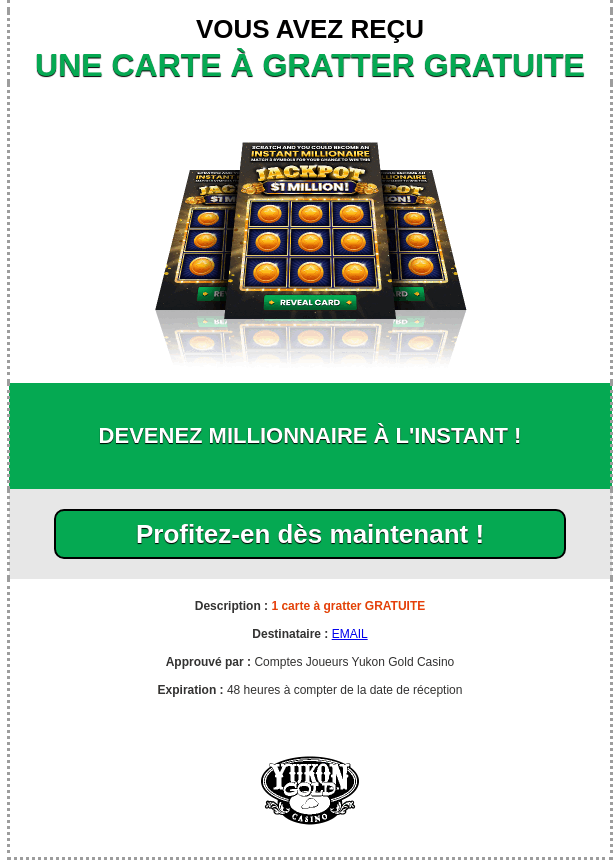 VOUS AVEZ REÇU
UNE CARTE À GRATTER GRATUITE
SCRATCH AND YOU COULD BECOME AN
INSTANT MILLIONAIRE
MATCH 3 SYMBOLS FOR YOUR CHANCE TO WIN THIS
JACKPOT
$1 MILLION!
REVEAL CARD
DEVENEZ MILLIONNAIRE À L'INSTANT !
Profitez-en dès maintenant !
Description : 1 carte à gratter GRATUITE
Destinataire : EMAIL
Approuvé par : Comptes Joueurs Yukon Gold Casino
Expiration : 48 heures à compter de la date de réception
YUKON
GOLD
CASINO